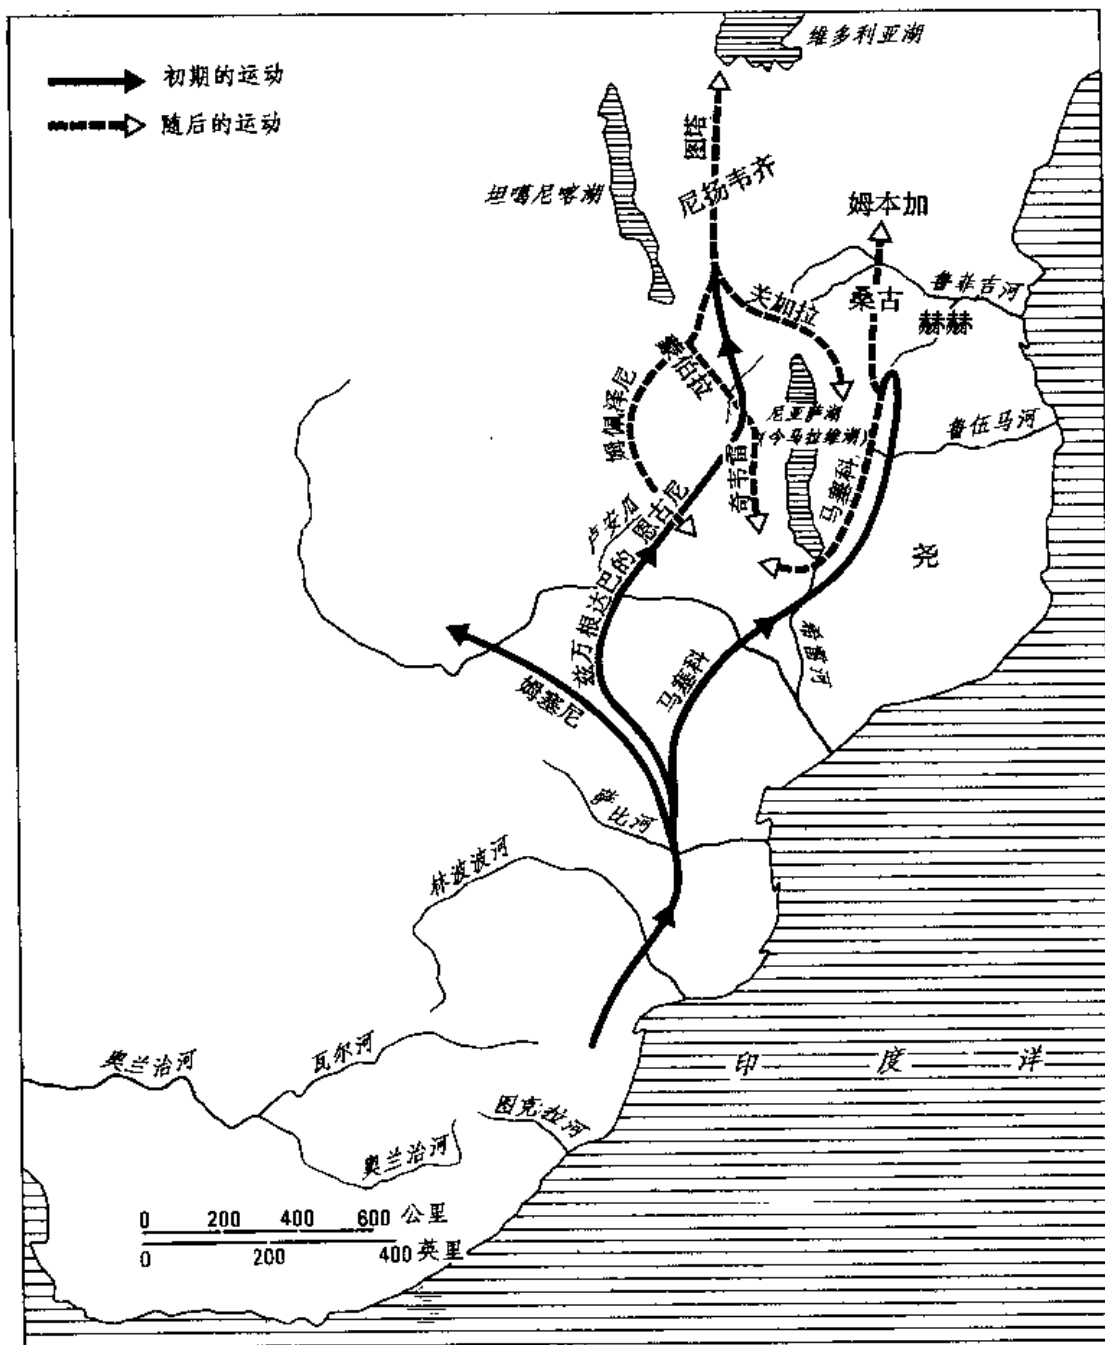 维多利亚湖
初期的运动
随后的运动
图塔
坦噶尼喀湖
尼扬韦齐
姆本加
鲁菲吉河
关加拉
桑古
赫赫
伯拉
姆佩泽尼
尼亚萨湖
(今马拉维湖)
鲁伍马河
奇韦雷
马塞科
卢安瓜
尧
兹万根达巴的 恩古尼
希雷河
姆塞尼
马塞科
萨比河
林波波河
奥兰治河
瓦尔河
印度洋
图克拉河
奥兰治河
0 200 400 600 公里
0 200 400 英里